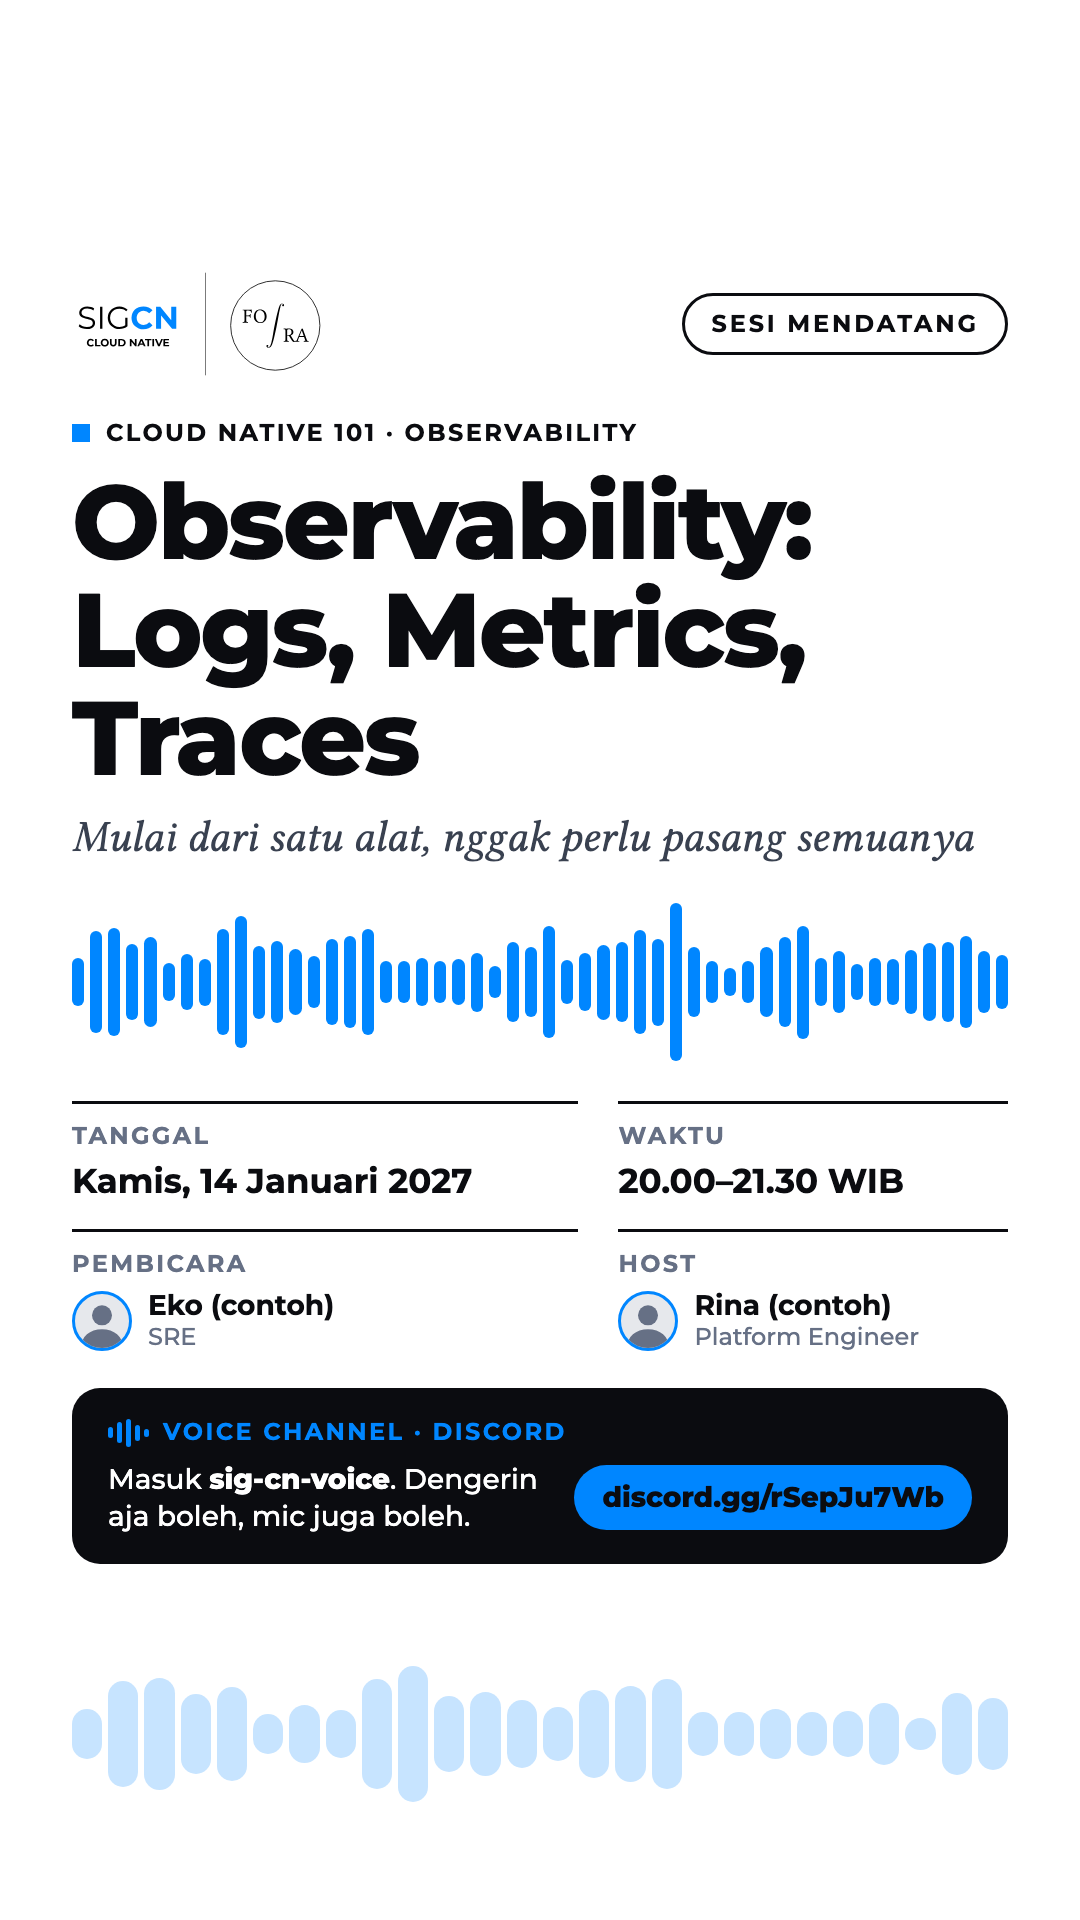 SIGCN
CLOUD NATIVE
FO
RA
SESI MENDATANG
CLOUD NATIVE 101 · OBSERVABILITY
Observability:
Logs, Metrics,
Traces
Mulai dari satu alat, nggak perlu pasang semuanya
TANGGAL
Kamis, 14 Januari 2027
WAKTU
20.00–21.30 WIB
PEMBICARA
Eko (contoh)
SRE
HOST
Rina (contoh)
Platform Engineer
VOICE CHANNEL · DISCORD
Masuk sig-cn-voice. Dengerin
aja boleh, mic juga boleh.
discord.gg/rSepJu7Wb